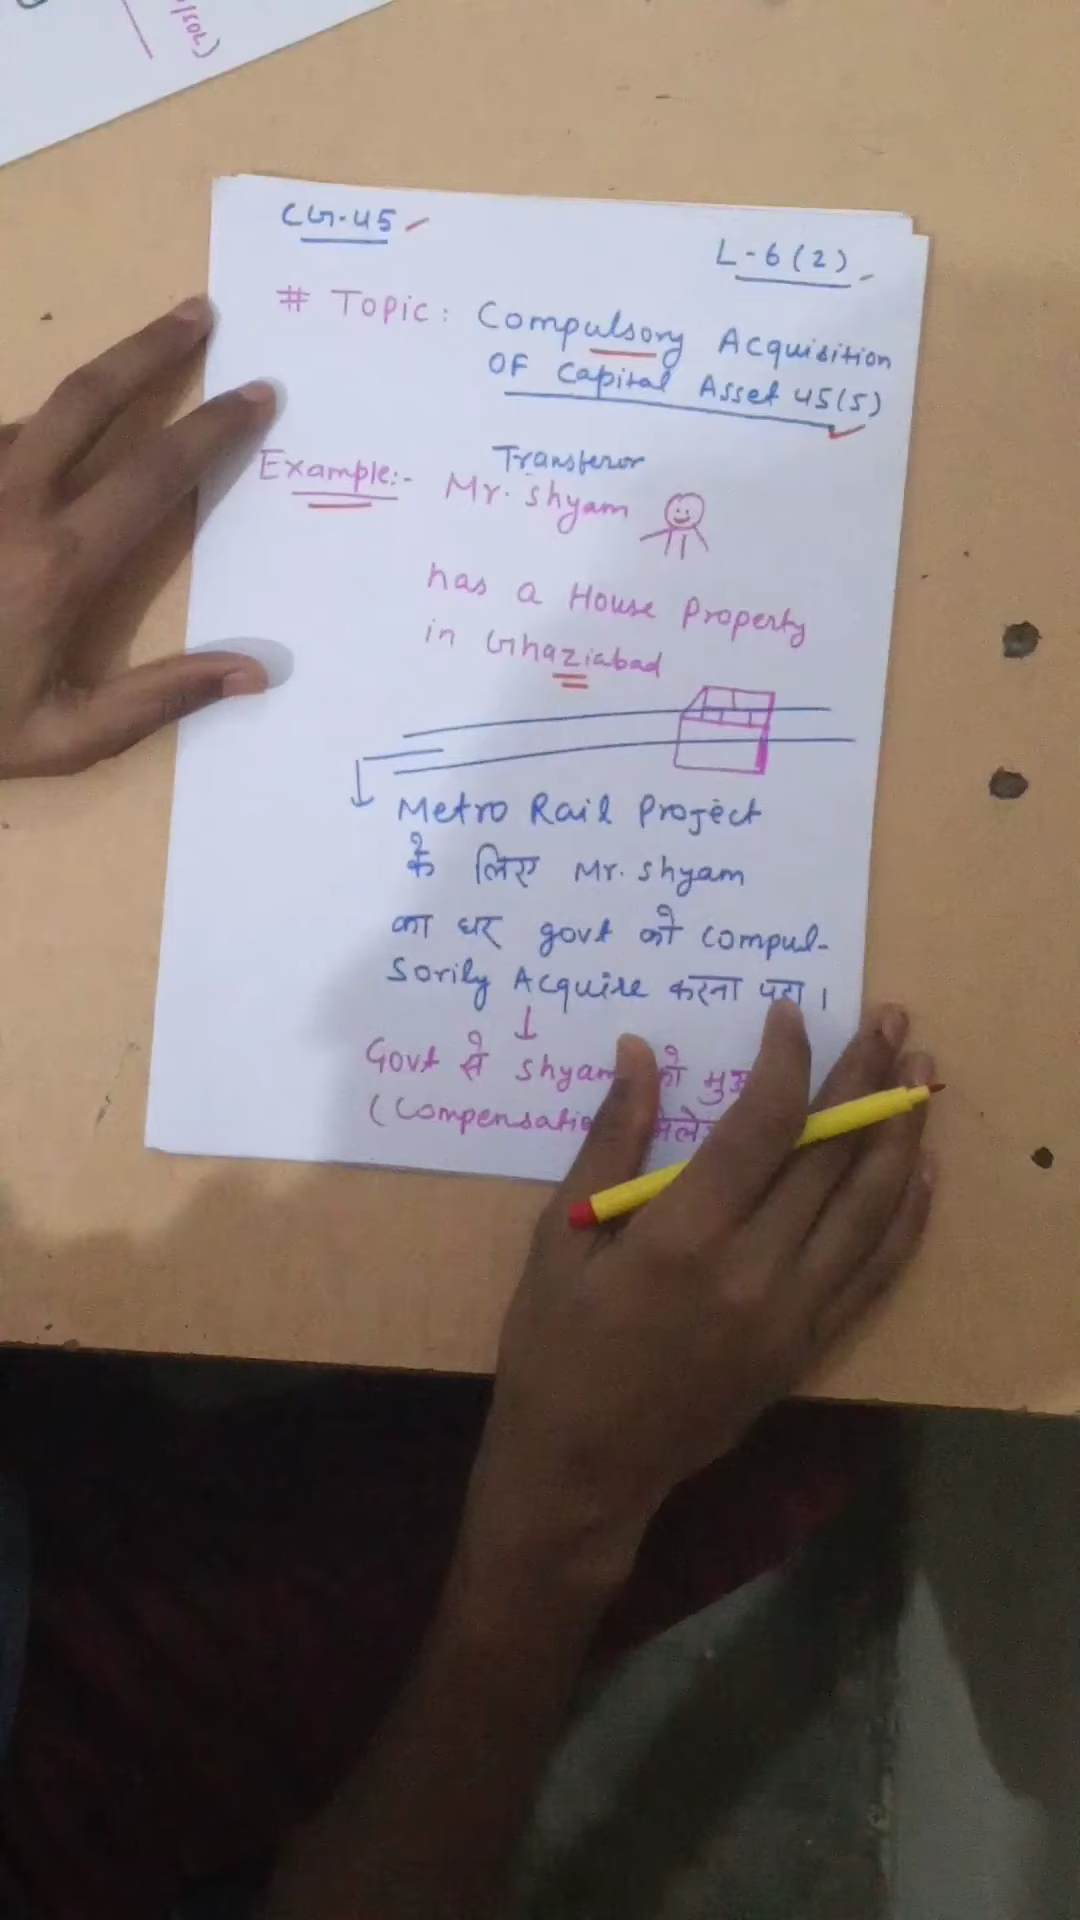 CG-45
L-6(2)
# Topic: Compulsory Acquisition
OF Capital Asset 45(5)
Transferor
Example:- Mr. Shyam
has a House Property
in Ghaziabad
Metro Rail Project
के लिए Mr. Shyam
का घर govt को Compul-
sorily Acquire करना पड़ा।
Govt से Shyam को
(Compensation